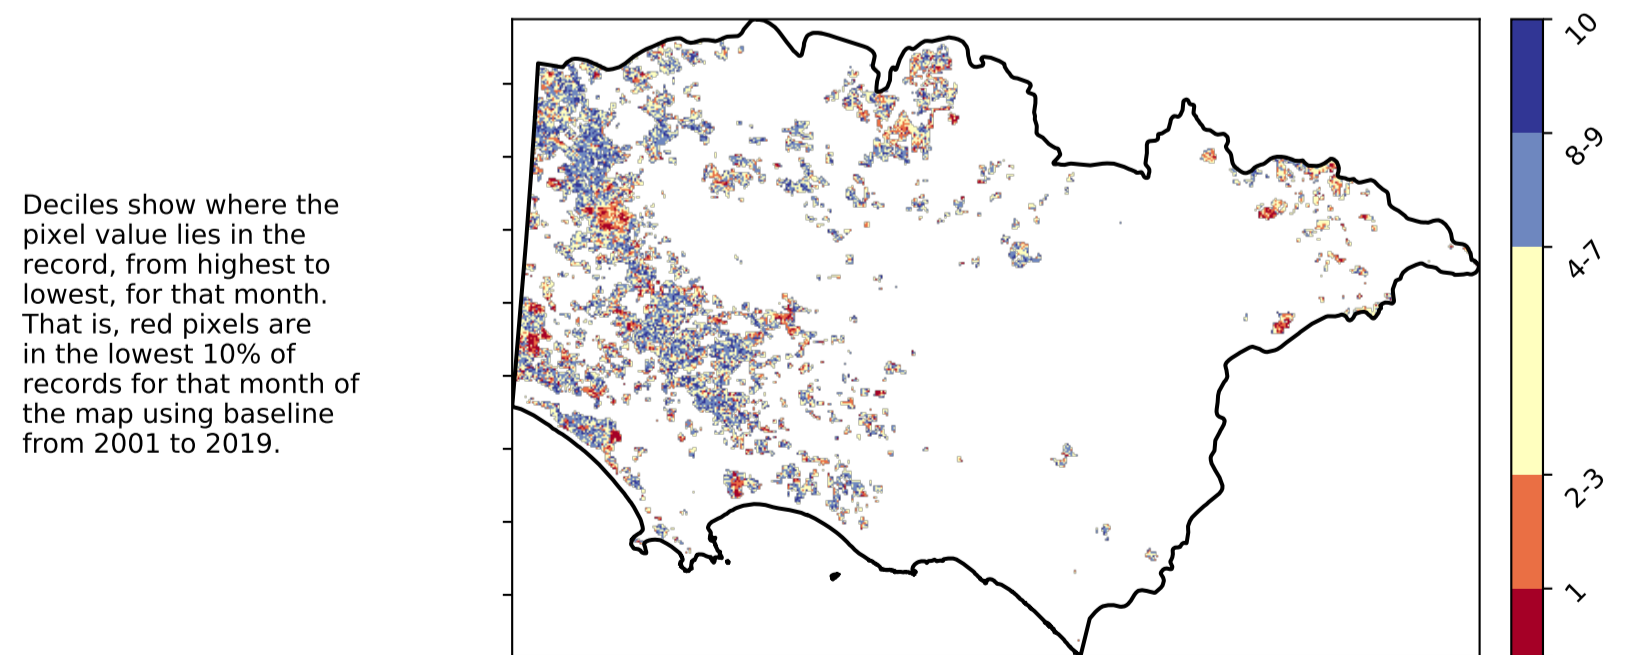 Deciles show where the
pixel value lies in the
record, from highest to
lowest, for that month.
That is, red pixels are
in the lowest 10% of
records for that month of
the map using baseline
from 2001 to 2019.
10
8-9
4-7
2-3
1